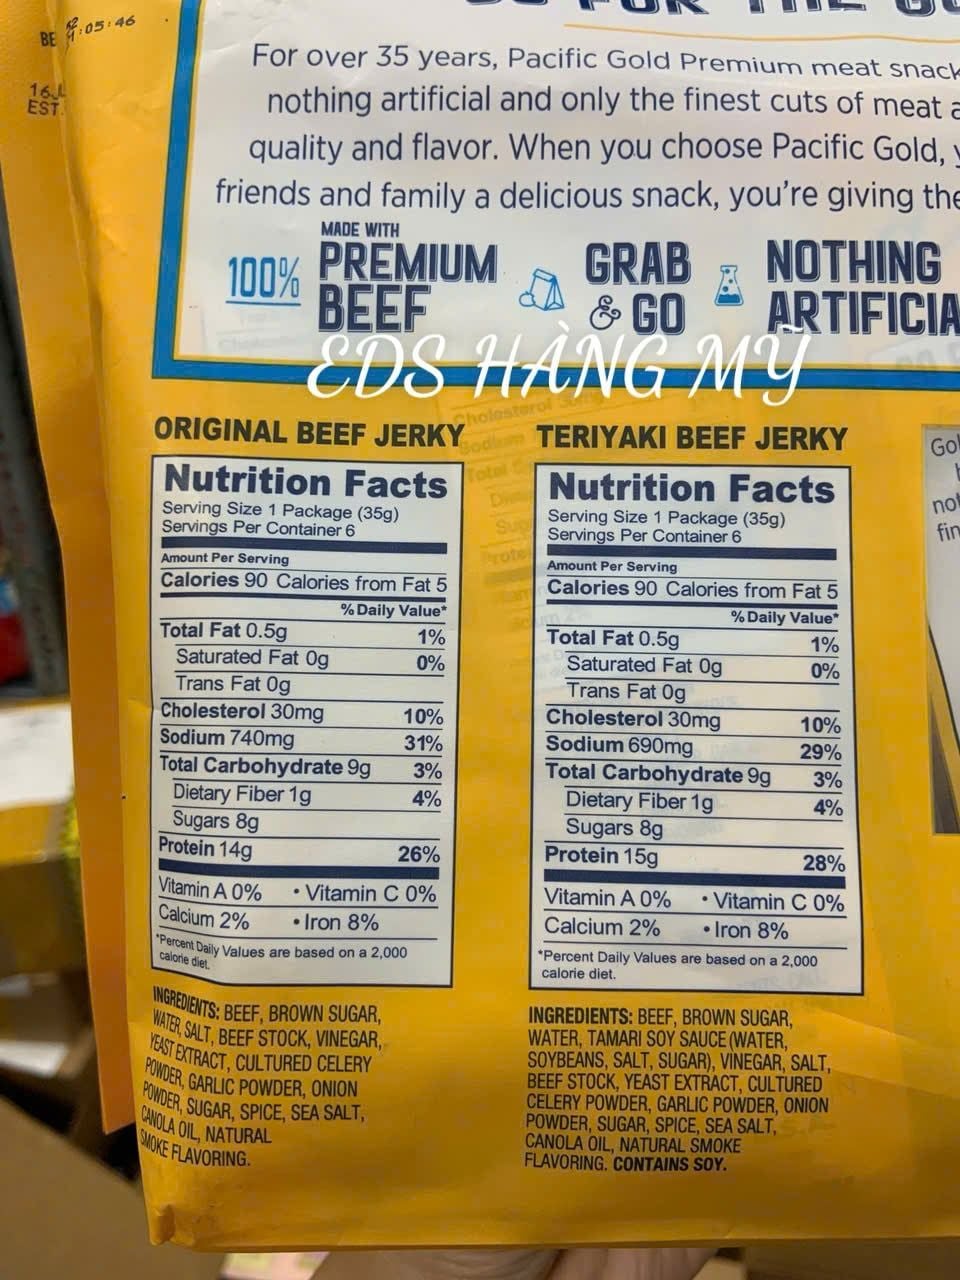 :05:46
BE
EST.
For over 35 years, Pacific Gold Premium meat snack
nothing artificial and only the finest cuts of meat
quality and flavor. When you choose Pacific Gold,
friends and family a delicious snack, you're giving the
MADE WITH
100% PREMIUM BEEF
GRAB & GO
NOTHING ARTIFICIA
EDS HÀNG MỸ
ORIGINAL BEEF JERKY
Nutrition Facts
Serving Size 1 Package (35g)
Servings Per Container 6
Amount Per Serving
Calories 90 Calories from Fat 5
% Daily Value*
Total Fat 0.5g 1%
Saturated Fat 0g 0%
Trans Fat 0g
Cholesterol 30mg 10%
Sodium 740mg 31%
Total Carbohydrate 9g 3%
Dietary Fiber 1g 4%
Sugars 8g
Protein 14g 26%
Vitamin A 0% • Vitamin C 0%
Calcium 2% • Iron 8%
*Percent Daily Values are based on a 2,000
calorie diet.
INGREDIENTS: BEEF, BROWN SUGAR,
WATER, SALT, BEEF STOCK, VINEGAR,
YEAST EXTRACT, CULTURED CELERY
POWDER, GARLIC POWDER, ONION
POWDER, SUGAR, SPICE, SEA SALT,
CANOLA OIL, NATURAL
SMOKE FLAVORING.
TERIYAKI BEEF JERKY
Nutrition Facts
Serving Size 1 Package (35g)
Servings Per Container 6
Amount Per Serving
Calories 90 Calories from Fat 5
% Daily Value*
Total Fat 0.5g 1%
Saturated Fat 0g 0%
Trans Fat 0g
Cholesterol 30mg 10%
Sodium 690mg 29%
Total Carbohydrate 9g 3%
Dietary Fiber 1g 4%
Sugars 8g
Protein 15g 28%
Vitamin A 0% • Vitamin C 0%
Calcium 2% • Iron 8%
*Percent Daily Values are based on a 2,000
calorie diet.
INGREDIENTS: BEEF, BROWN SUGAR,
WATER, TAMARI SOY SAUCE (WATER,
SOYBEANS, SALT, SUGAR), VINEGAR, SALT,
BEEF STOCK, YEAST EXTRACT, CULTURED
CELERY POWDER, GARLIC POWDER, ONION
POWDER, SUGAR, SPICE, SEA SALT,
CANOLA OIL, NATURAL SMOKE
FLAVORING. CONTAINS SOY.